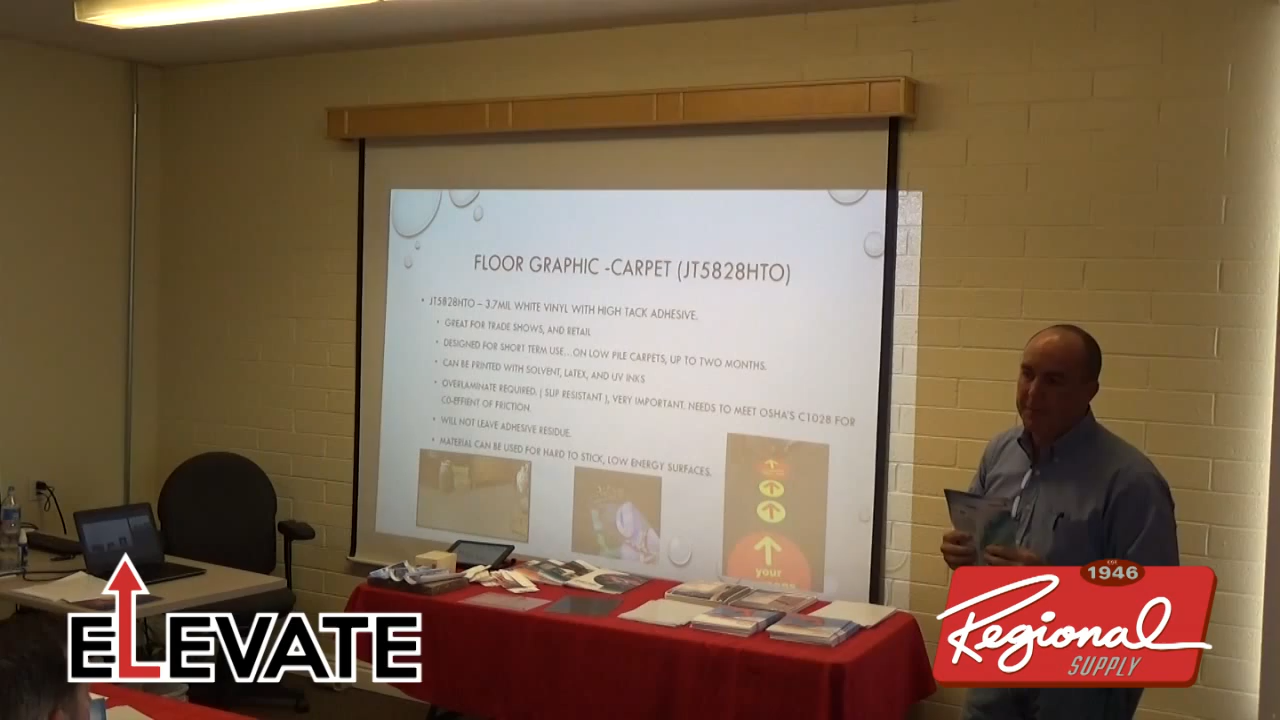 FLOOR GRAPHIC -CARPET (JT5828HTO)
• JT5828HTO – 3.7MIL WHITE VINYL WITH HIGH TACK ADHESIVE.
• GREAT FOR TRADE SHOWS, AND RETAIL
• DESIGNED FOR SHORT TERM USE... ON LOW PILE CARPETS, UP TO TWO MONTHS.
• CAN BE PRINTED WITH SOLVENT, LATEX, AND UV INKS
• OVERLAMINATE REQUIRED. ( SLIP RESISTANT ), VERY IMPORTANT. NEEDS TO MEET OSHA'S C1028 FOR
CO-EFFIENT OF FRICTION.
• WILL NOT LEAVE ADHESIVE RESIDUE.
• MATERIAL CAN BE USED FOR HARD TO STICK, LOW ENERGY SURFACES.
your
ELEVATE
EST
1946
Regional
SUPPLY